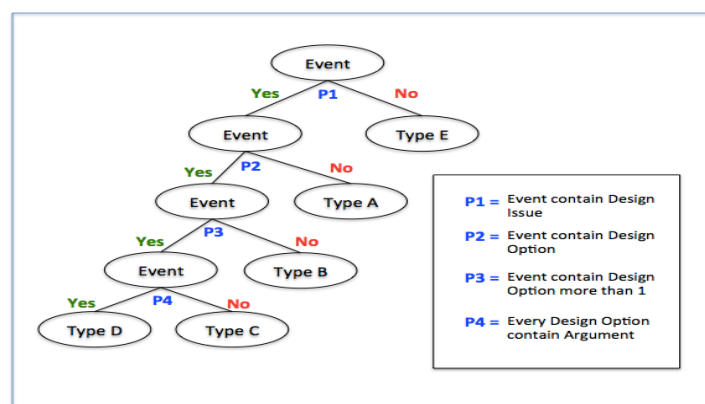 Event
Yes
P1
No
Event
Type E
Yes
P2
No
Event
Type A
Yes
P3
No
Event
Type B
Yes
P4
No
Type D
Type C
P1 = Event contain Design
Issue
P2 = Event contain Design
Option
P3 = Event contain Design
Option more than 1
P4 = Every Design Option
contain Argument